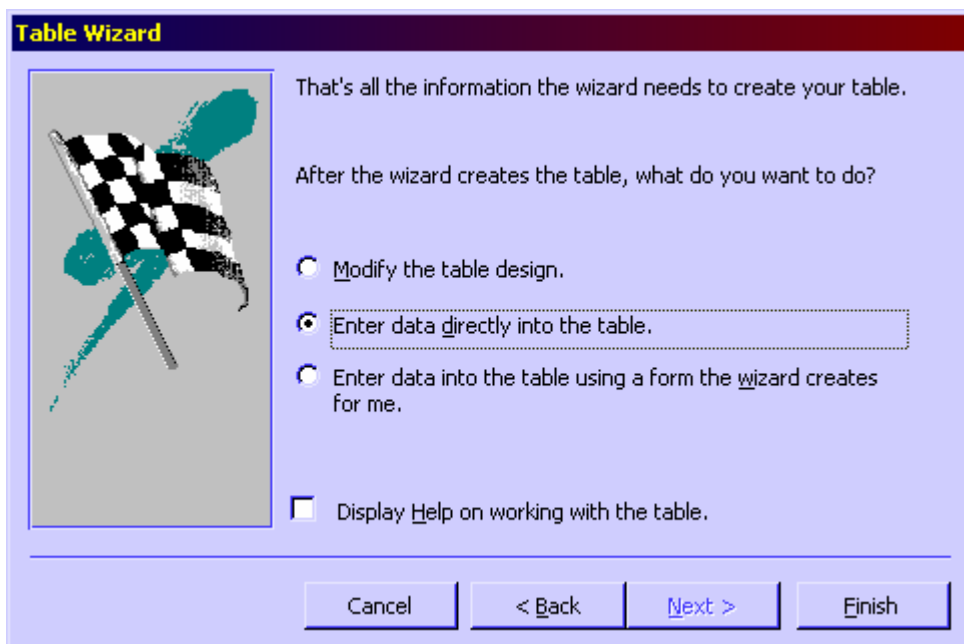 Table Wizard
That's all the information the wizard needs to create your table.
After the wizard creates the table, what do you want to do?
Modify the table design.
Enter data directly into the table.
Enter data into the table using a form the wizard creates
for me.
Display Help on working with the table.
Cancel
< Back
Next >
Finish